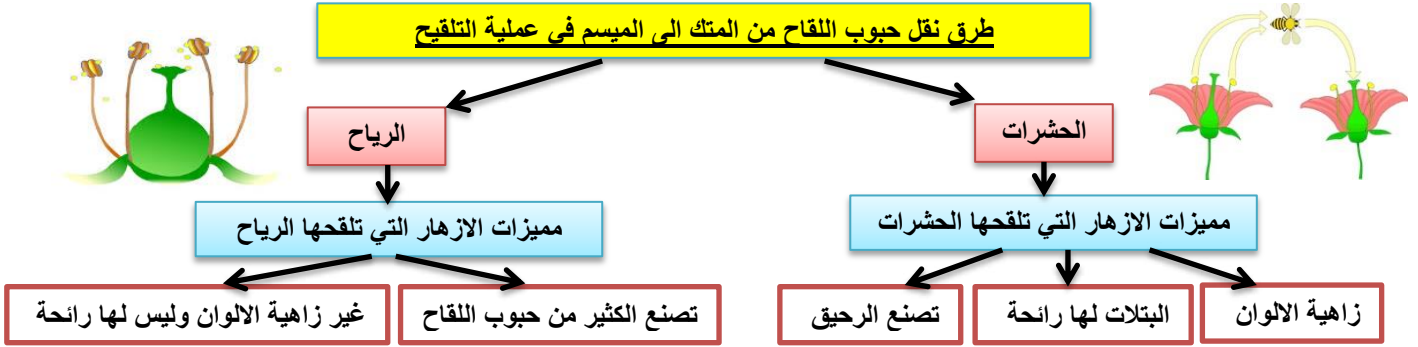 طرق نقل حبوب اللقاح من المتك الى الميسم في عملية التلقيح
الحشرات
الرياح
مميزات الازهار التي تلقحها الحشرات
مميزات الازهار التي تلقحها الرياح
زاهية الالوان
البتلات لها رائحة
تصنع الرحيق
تصنع الكثير من حبوب اللقاح
غير زاهية الالوان وليس لها رائحة